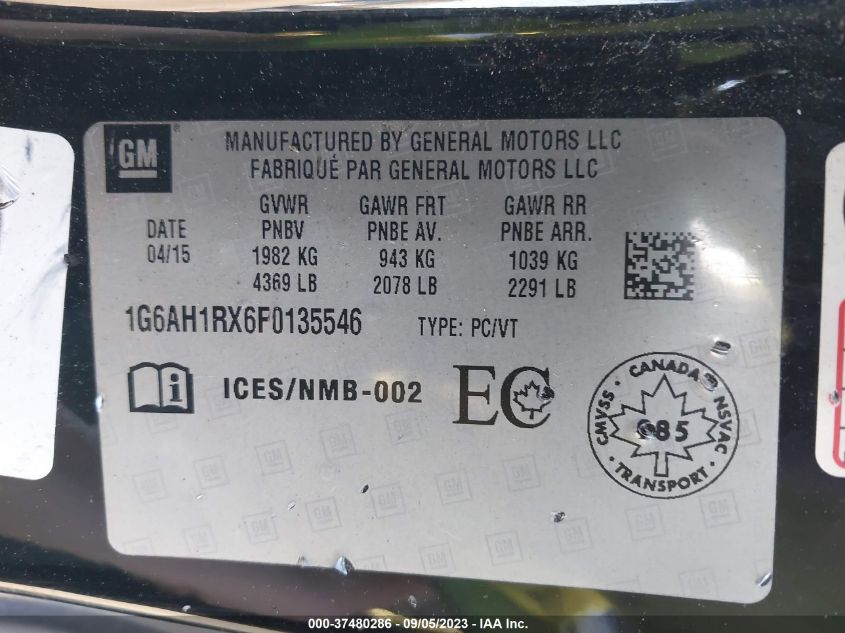 GM
MANUFACTURED BY GENERAL MOTORS LLC
FABRIQUÉ PAR GENERAL MOTORS LLC
GVWR GAWR FRT GAWR RR
DATE PNBV PNBE AV. PNBE ARR.
04/15 1982 KG 943 KG 1039 KG
4369 LB 2078 LB 2291 LB
1G6AH1RX6F0135546 TYPE: PC/VT
i ICES/NMB-002 EC
CANADA
CMVSS • NSVAC
TRANSPORT
000-37480286 - 09/05/2023 - IAA Inc.